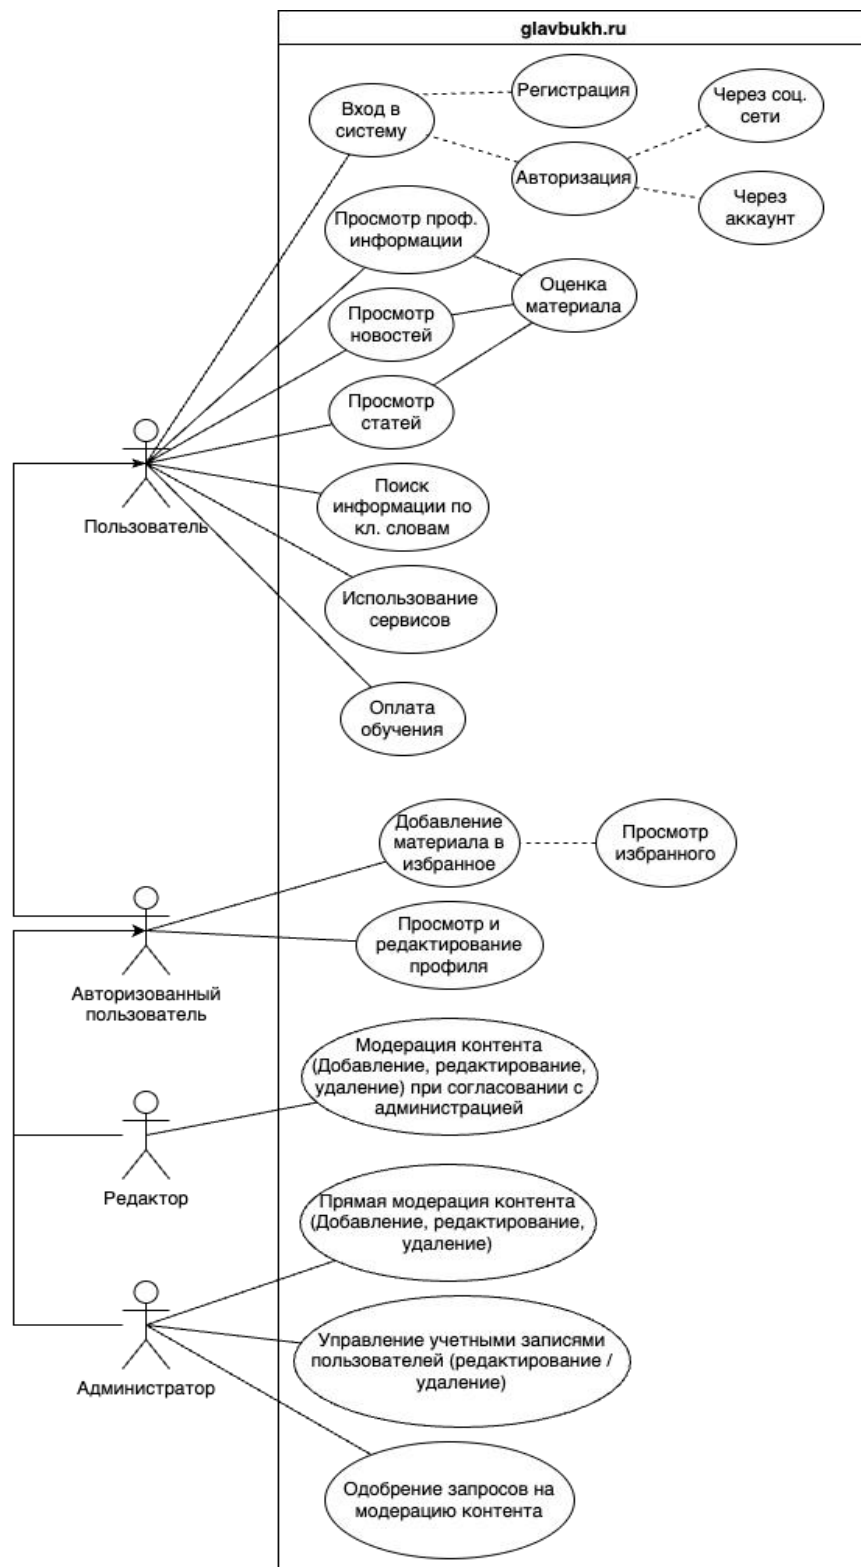 glavbukh.ru
Вход в
систему
Регистрация
Через соц.
сети
Авторизация
Через
аккаунт
Просмотр проф.
информации
Оценка
материала
Просмотр
новостей
Просмотр
статей
Пользователь
Поиск
информации по
кл. словам
Использование
сервисов
Оплата
обучения
Добавление
материала в
избранное
Просмотр
избранного
Просмотр и
редактирование
профиля
Авторизованный
пользователь
Модерация контента
(Добавление, редактирование,
удаление) при согласовании с
администрацией
Редактор
Прямая модерация контента
(Добавление, редактирование,
удаление)
Управление учетными записями
пользователей (редактирование /
удаление)
Администратор
Одобрение запросов на
модерацию контента